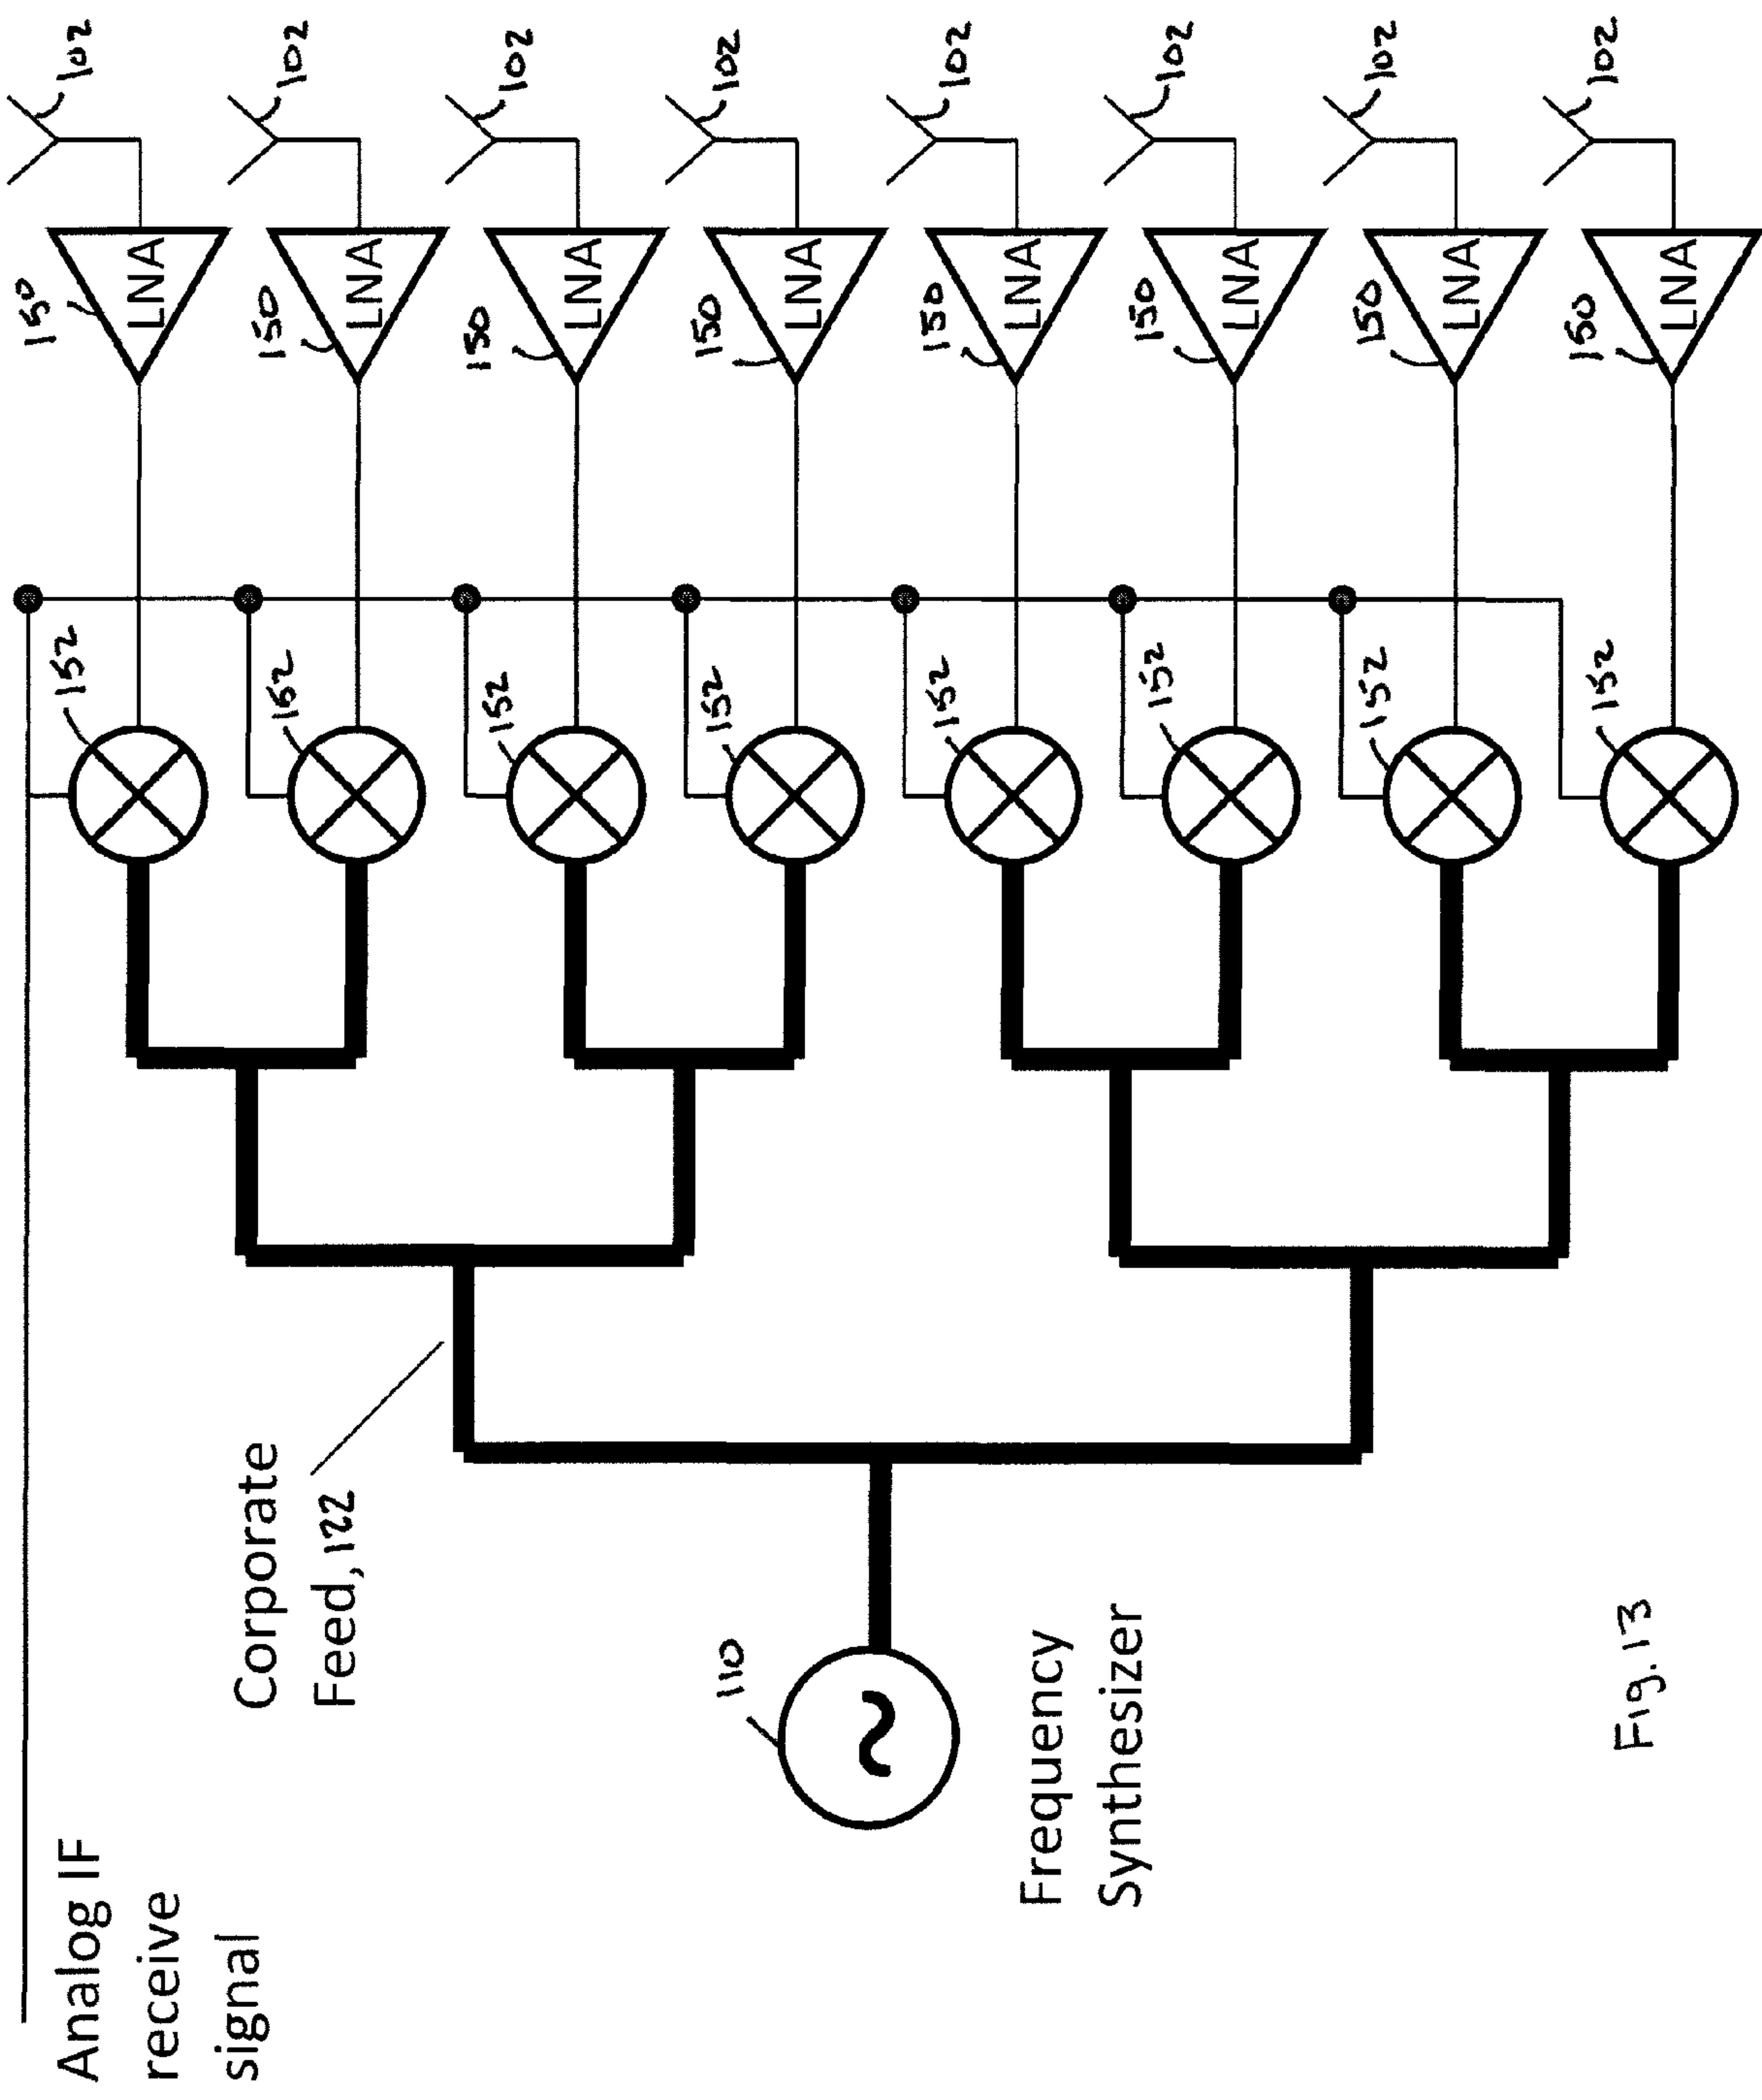 Analog IF
receive
signal
Corporate
Feed, 122
110
Frequency
Synthesizer
152
150
LNA
102
152
150
LNA
102
152
150
LNA
102
152
150
LNA
102
152
150
LNA
102
152
150
LNA
102
152
150
LNA
102
152
150
LNA
102
Fig. 13